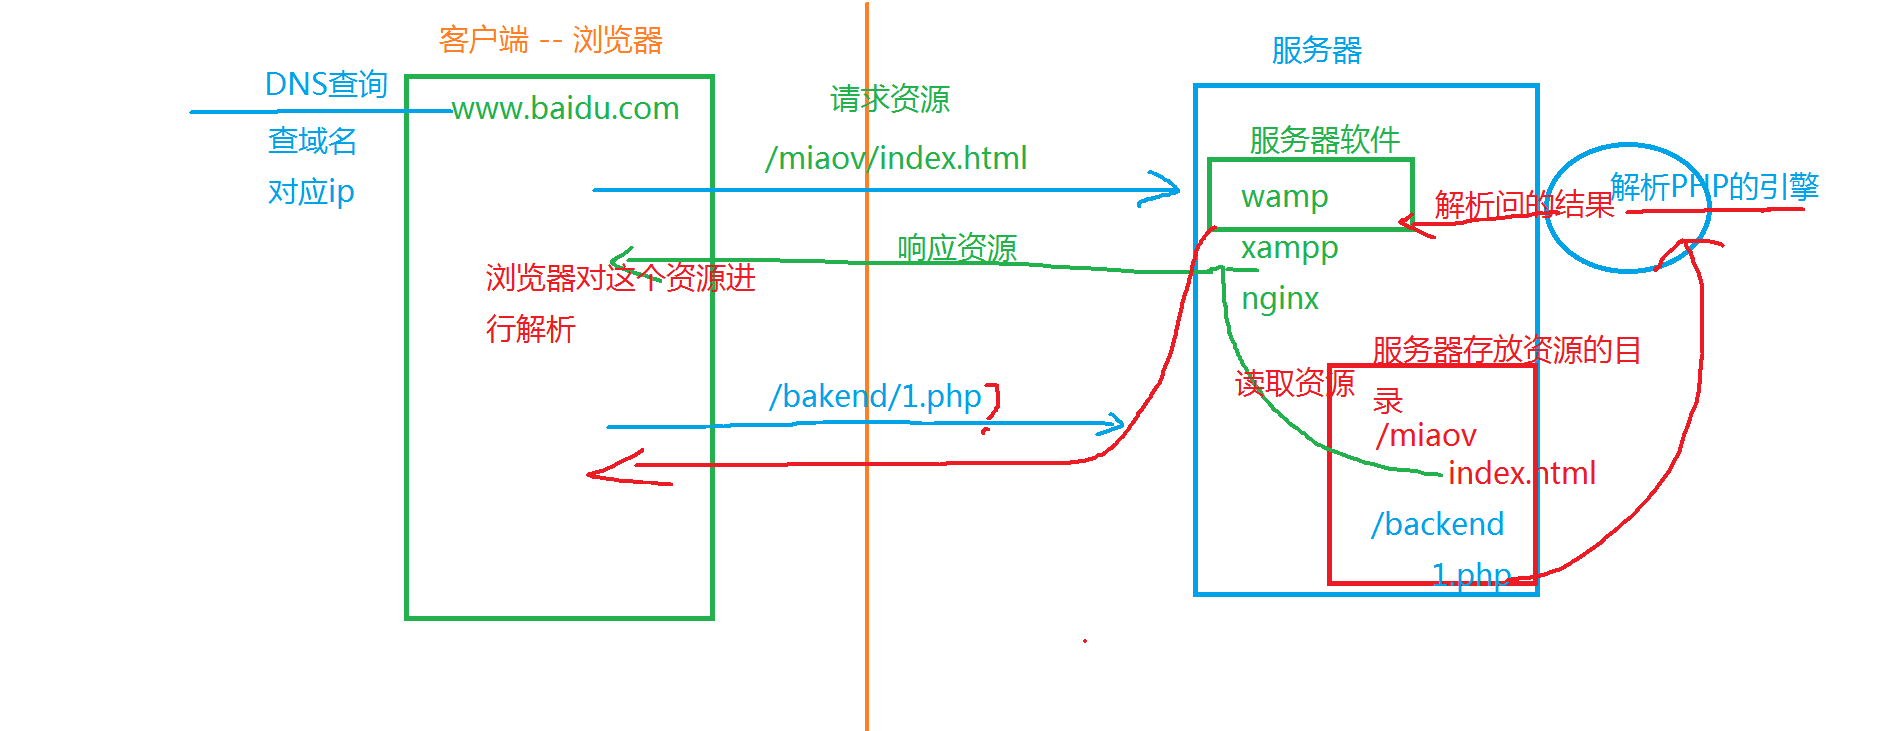 客户端 -- 浏览器
DNS查询
www.baidu.com
查域名
对应ip
请求资源
/miaov/index.html
响应资源
浏览器对这个资源进
行解析
/bakend/1.php
服务器
服务器软件
wamp
xampp
nginx
解析问的结果
解析PHP的引擎
服务器存放资源的目
录
读取资源
/miaov
index.html
/backend
1.php